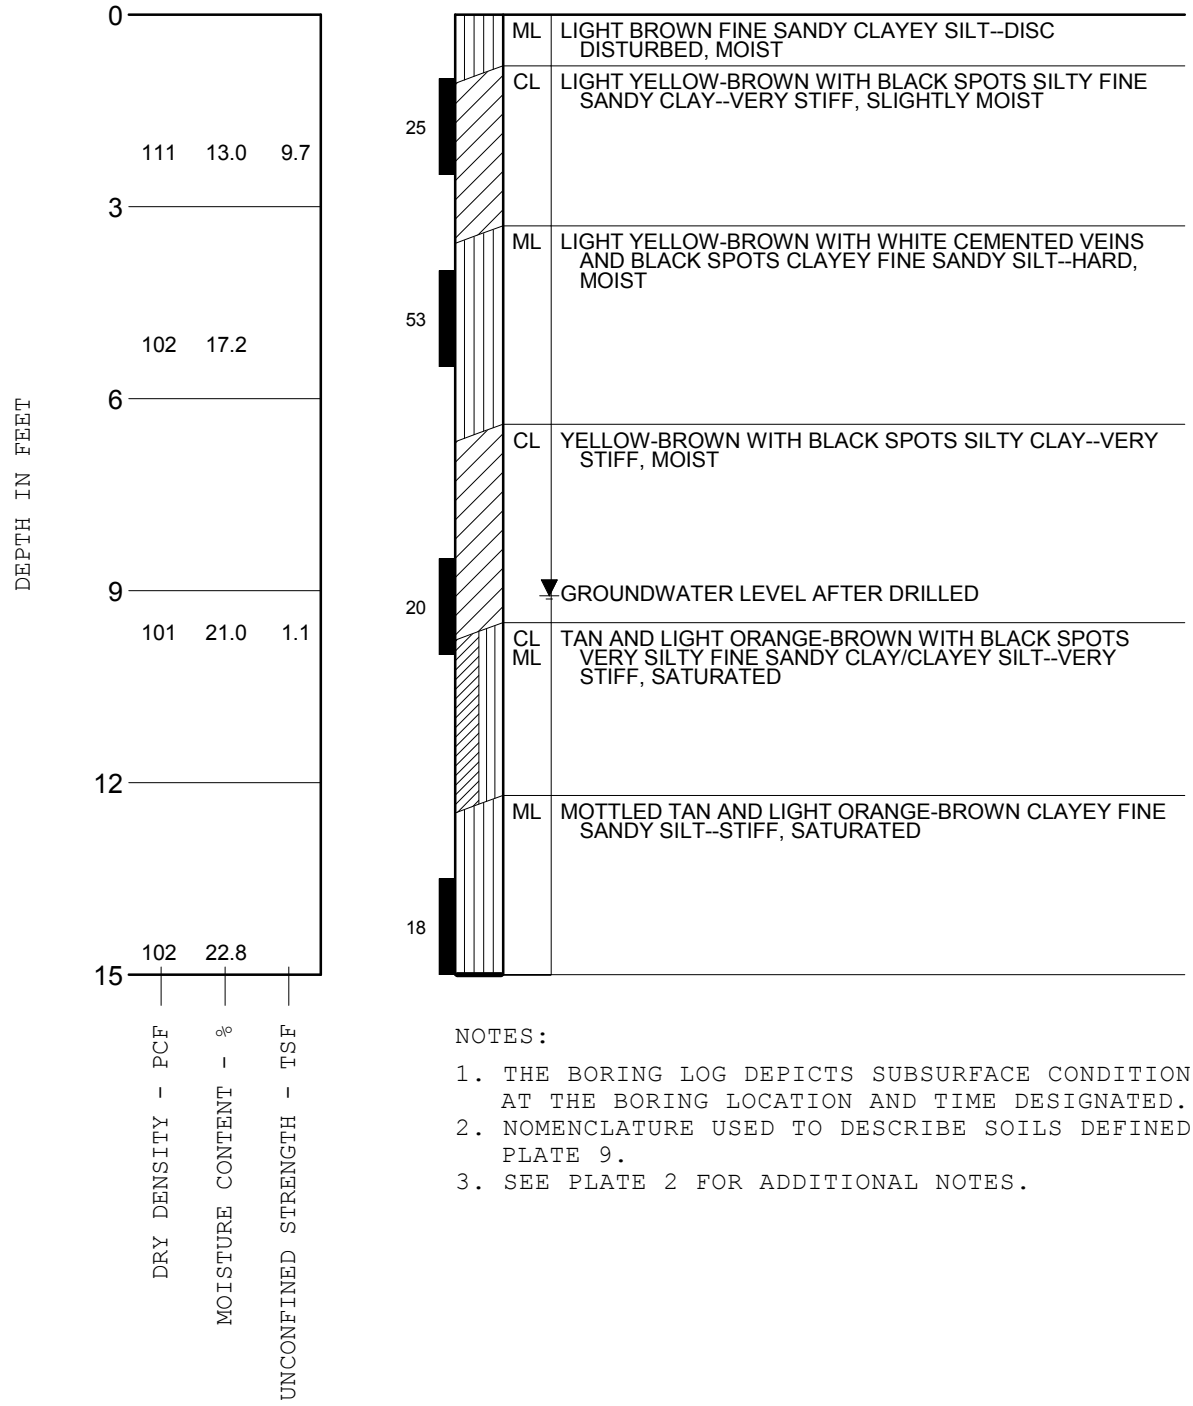 0
ML LIGHT BROWN FINE SANDY CLAYEY SILT--DISC
DISTURBED, MOIST
CL LIGHT YELLOW-BROWN WITH BLACK SPOTS SILTY FINE
SANDY CLAY--VERY STIFF, SLIGHTLY MOIST
25
111 13.0 9.7
3
ML LIGHT YELLOW-BROWN WITH WHITE CEMENTED VEINS
AND BLACK SPOTS CLAYEY FINE SANDY SILT--HARD,
MOIST
53
102 17.2
6
DEPTH IN FEET
CL YELLOW-BROWN WITH BLACK SPOTS SILTY CLAY--VERY
STIFF, MOIST
9
GROUNDWATER LEVEL AFTER DRILLED
20
101 21.0 1.1
CL TAN AND LIGHT ORANGE-BROWN WITH BLACK SPOTS
ML VERY SILTY FINE SANDY CLAY/CLAYEY SILT--VERY
STIFF, SATURATED
12
ML MOTTLED TAN AND LIGHT ORANGE-BROWN CLAYEY FINE
SANDY SILT--STIFF, SATURATED
18
102 22.8
15
DRY DENSITY - PCF
MOISTURE CONTENT - %
UNCONFINED STRENGTH - TSF
NOTES:
1. THE BORING LOG DEPICTS SUBSURFACE CONDITION
AT THE BORING LOCATION AND TIME DESIGNATED.
2. NOMENCLATURE USED TO DESCRIBE SOILS DEFINED
PLATE 9.
3. SEE PLATE 2 FOR ADDITIONAL NOTES.